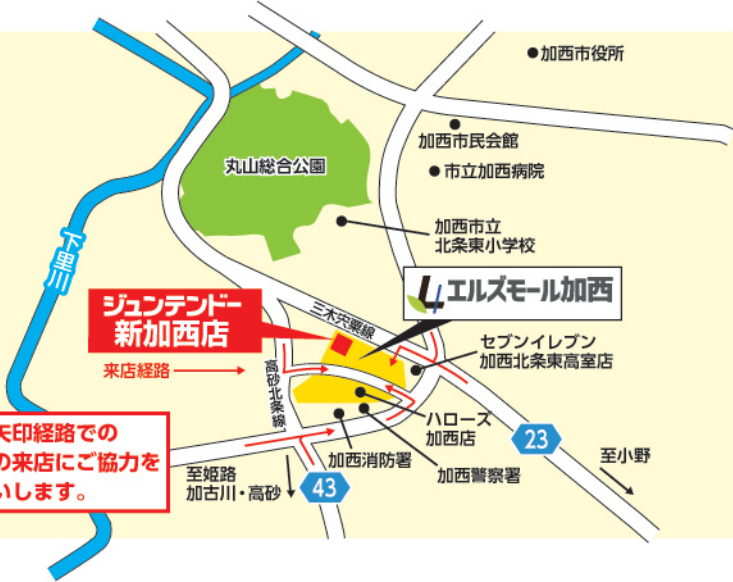 加西市役所
加西市民会館
市立加西病院
丸山総合公園
加西市立
北条東小学校
下里川
エルズモール加西
ジュンテンドー
新加西店
三木宍粟線
セブンイレブン
加西北条東高室店
来店経路
高砂北条線
ハローズ
加西店
矢印経路での
の来店にご協力を
いします。
加西消防署
加西警察署
23
至小野
至姫路
加古川・高砂
43